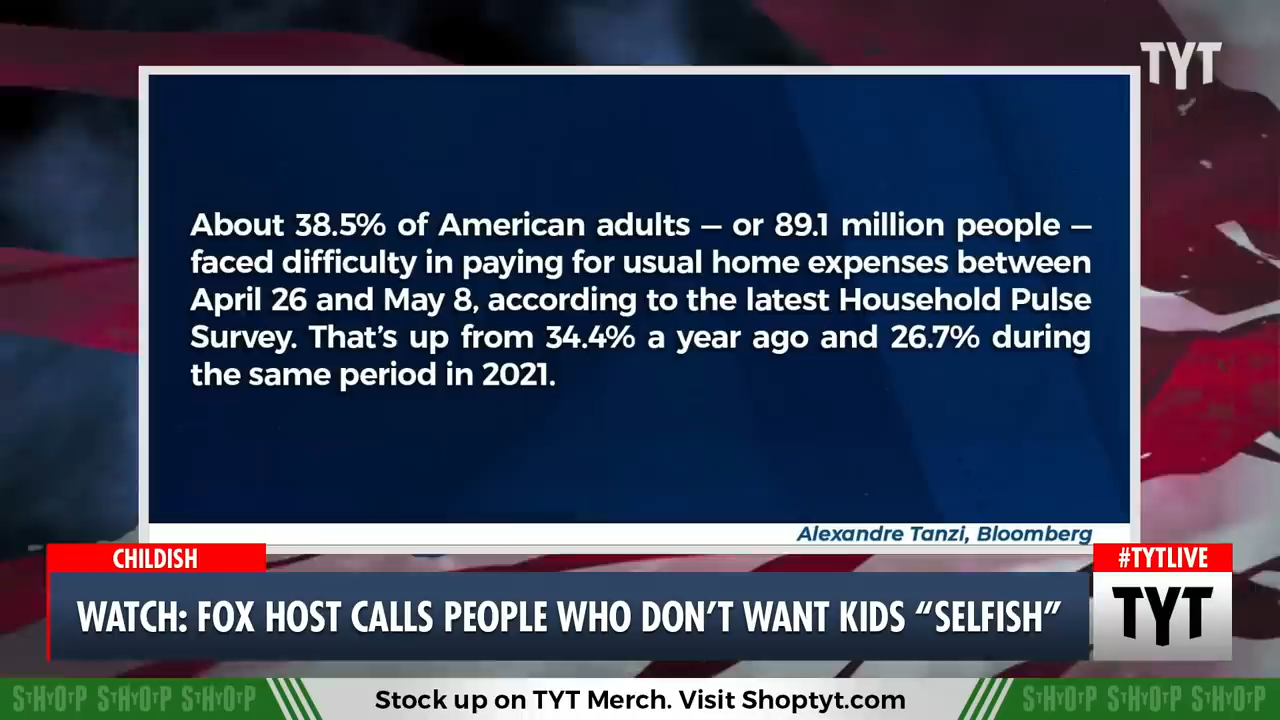 TYT
About 38.5% of American adults — or 89.1 million people —
faced difficulty in paying for usual home expenses between
April 26 and May 8, according to the latest Household Pulse
Survey. That’s up from 34.4% a year ago and 26.7% during
the same period in 2021.
Alexandre Tanzi, Bloomberg
CHILDISH
#TYTLIVE
WATCH: FOX HOST CALLS PEOPLE WHO DON’T WANT KIDS “SELFISH”
TYT
Stock up on TYT Merch. Visit Shoptyt.com